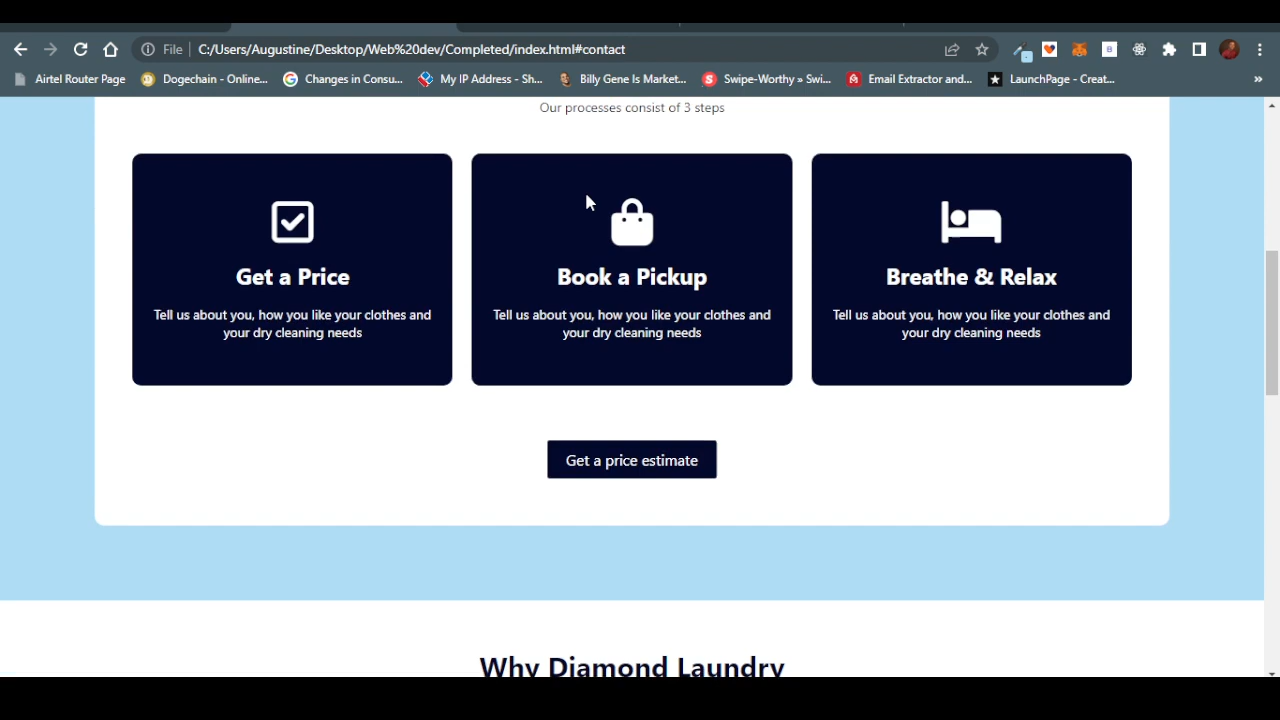 File
C:/Users/Augustine/Desktop/Web%20dev/Completed/index.html#contact
Airtel Router Page
Dogechain - Online...
Changes in Consu...
My IP Address - Sh...
Billy Gene Is Market...
Swipe-Worthy » Swi...
Email Extractor and...
LaunchPage - Creat...
»
Our processes consist of 3 steps
Get a Price
Tell us about you, how you like your clothes and
your dry cleaning needs
Book a Pickup
Tell us about you, how you like your clothes and
your dry cleaning needs
Breathe & Relax
Tell us about you, how you like your clothes and
your dry cleaning needs
Get a price estimate
Why Diamond Laundry